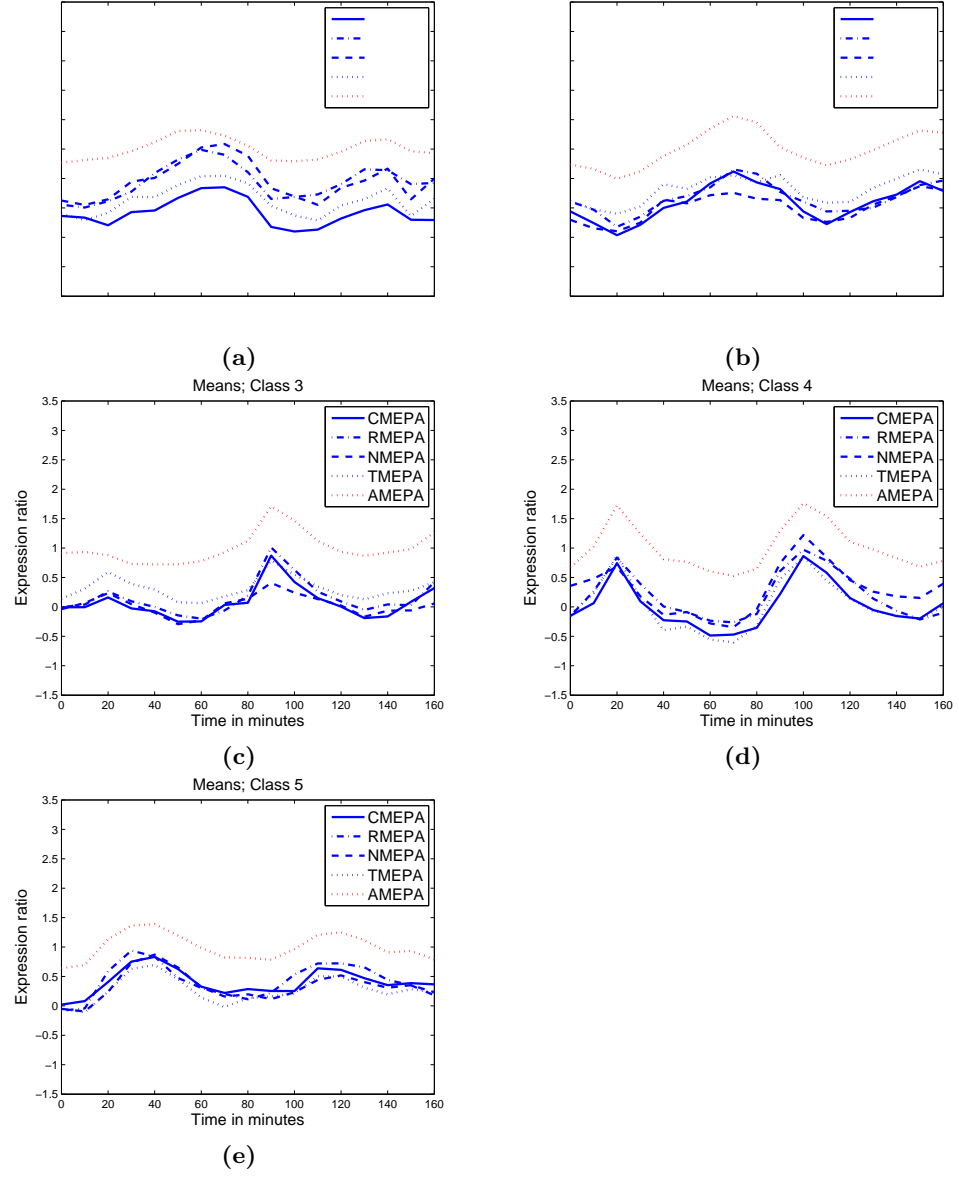 (a)
(b)
Means; Class 3
3.5
3
2.5
2
1.5
1
0.5
0
−0.5
−1
−1.5
0 20 40 60 80 100 120 140 160
Expression ratio
Time in minutes
CMEPA
RMEPA
NMEPA
TMEPA
AMEPA
(c)
Means; Class 4
3.5
3
2.5
2
1.5
1
0.5
0
−0.5
−1
−1.5
0 20 40 60 80 100 120 140 160
Expression ratio
Time in minutes
CMEPA
RMEPA
NMEPA
TMEPA
AMEPA
(d)
Means; Class 5
3.5
3
2.5
2
1.5
1
0.5
0
−0.5
−1
−1.5
0 20 40 60 80 100 120 140 160
Expression ratio
Time in minutes
CMEPA
RMEPA
NMEPA
TMEPA
AMEPA
(e)